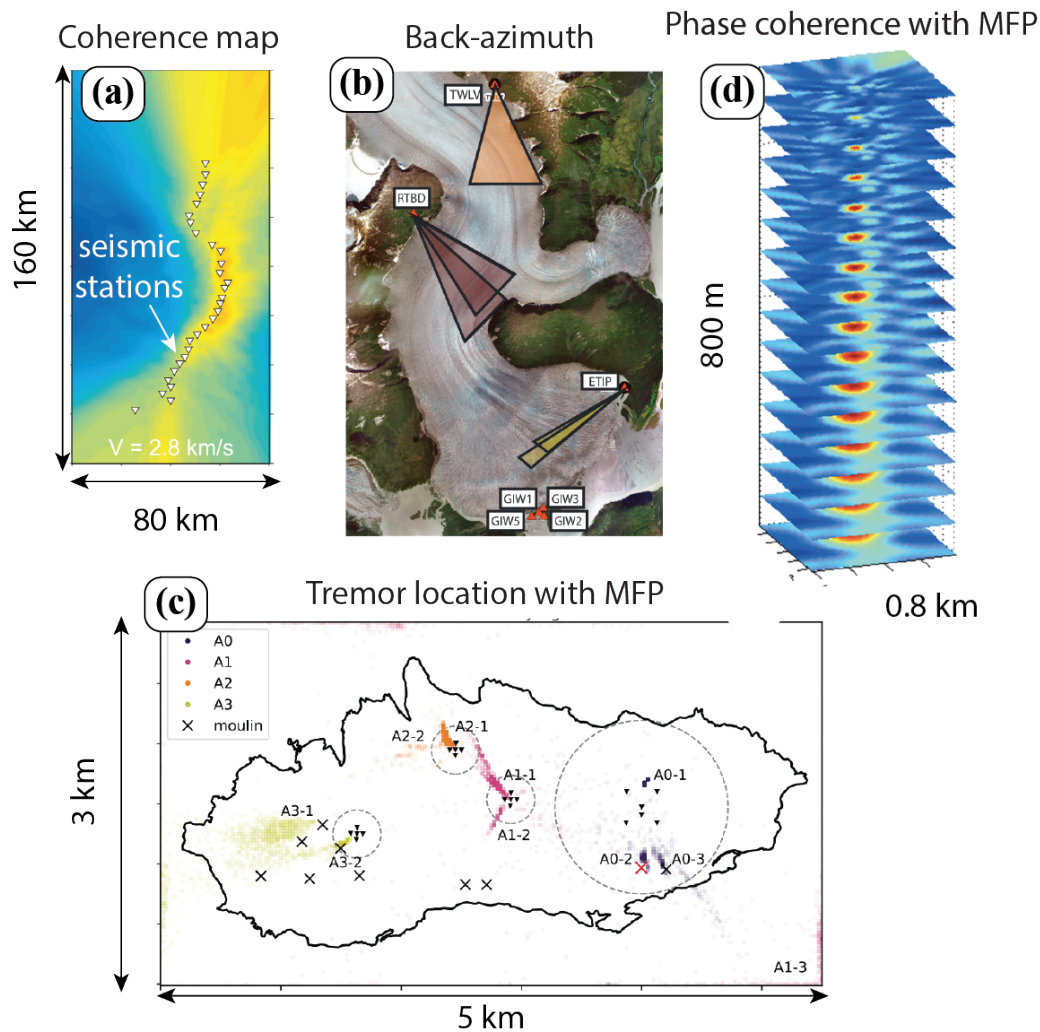 Coherence map
(a)
160 km
seismic
stations
V = 2.8 km/s
80 km
Back-azimuth
(b)
TWLV
RTBD
ETIP
GIW1
GIW3
GIW5
GIW2
Phase coherence with MFP
(d)
800 m
0.8 km
(c)
Tremor location with MFP
A0
A1
A2
A3
moulin
3 km
A2-2
A2-1
A1-1
A0-1
A3-1
A1-2
A3-2
A0-2
A0-3
A1-3
5 km